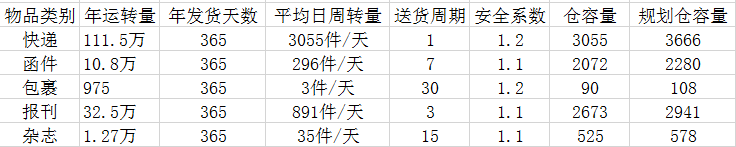 物品类别 年运转量 年发货天数 平均日周转量 送货周期 安全系数 仓容量 规划仓容量
快递 111.5万 365 3055件/天 1 1.2 3055 3666
函件 10.8万 365 296件/天 7 1.1 2072 2280
包裹 975 365 3件/天 30 1.2 90 108
报刊 32.5万 365 891件/天 3 1.1 2673 2941
杂志 1.27万 365 35件/天 15 1.1 525 578